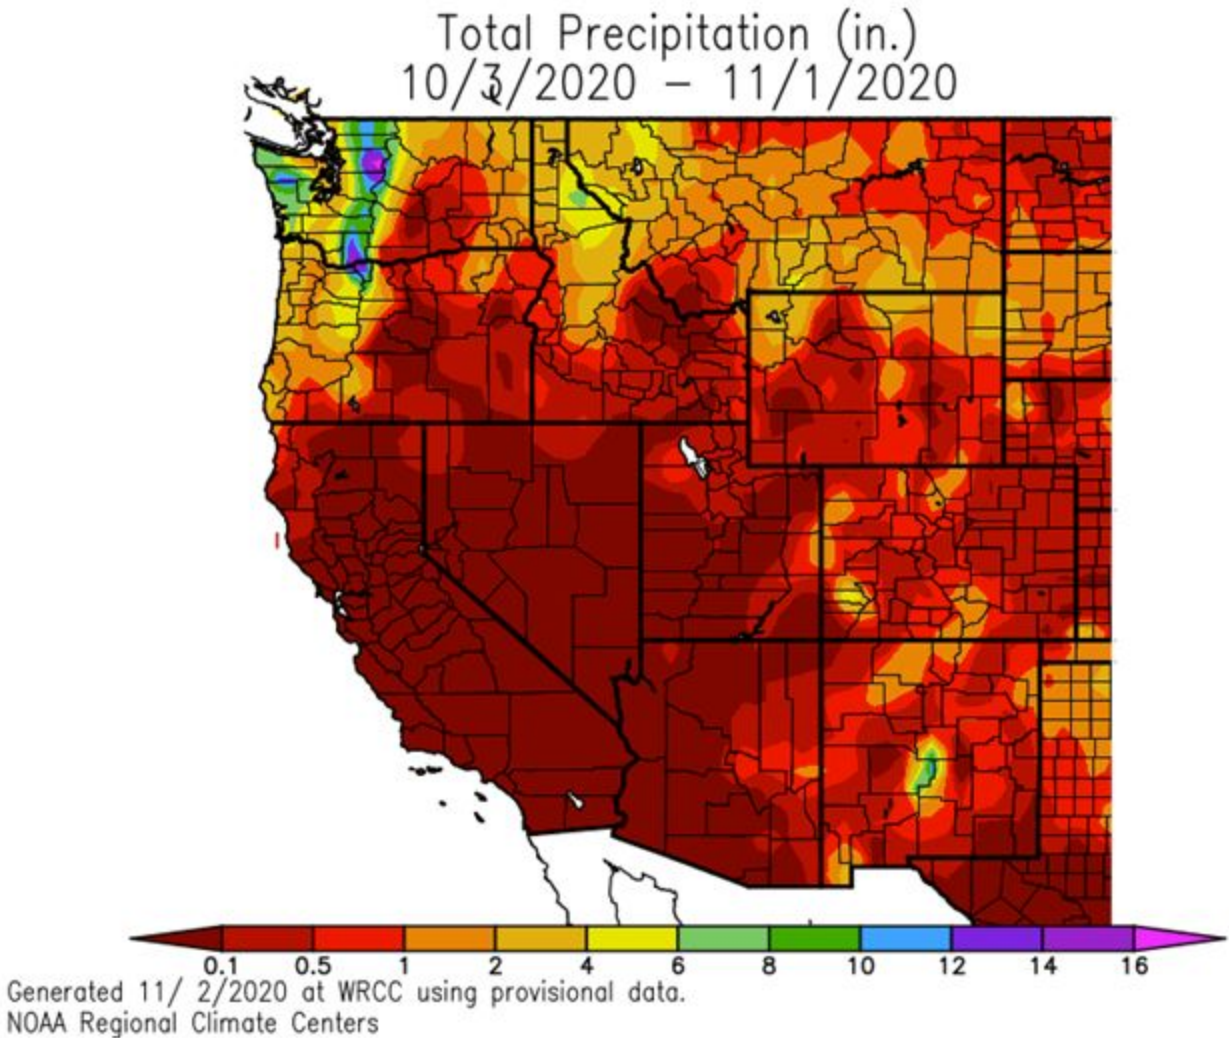 Total Precipitation (in.)
10/3/2020 – 11/1/2020
0.1 0.5 1 2 4 6 8 10 12 14 16
Generated 11/ 2/2020 at WRCC using provisional data.
NOAA Regional Climate Centers